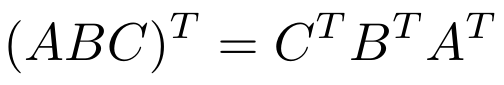 $(ABC)^T = C^T B^T A^T$